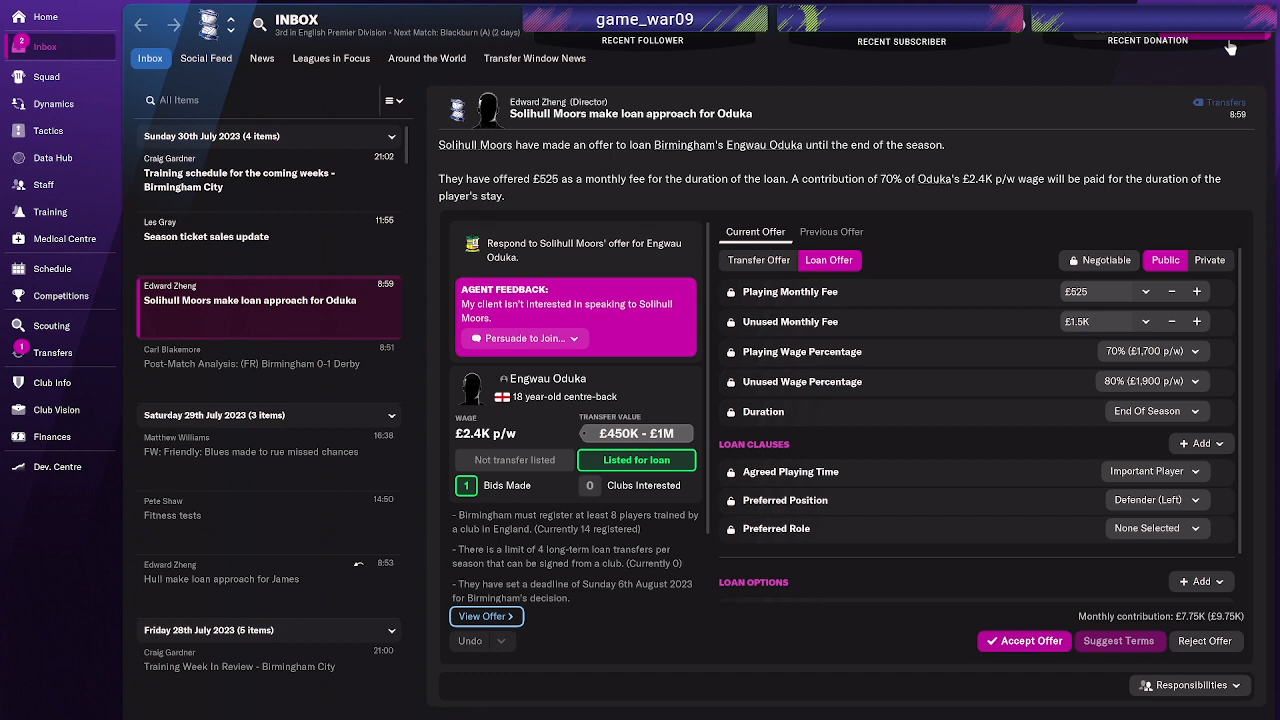 Home
2
Inbox
Squad
Dynamics
Tactics
Data Hub
Staff
Training
Medical Centre
Schedule
Competitions
Scouting
1
Transfers
Club Info
Club Vision
Finances
Dev. Centre
INBOX
3rd in English Premier Division - Next Match: Blackburn (A) (2 days)
game_war09
RECENT FOLLOWER
RECENT SUBSCRIBER
RECENT DONATION
Inbox
Social Feed
News
Leagues in Focus
Around the World
Transfer Window News
All Items
Sunday 30th July 2023 (4 items)
Craig Gardner
21:02
Training schedule for the coming weeks -
Birmingham City
Les Gray
11:55
Season ticket sales update
Edward Zheng
8:59
Solihull Moors make loan approach for Oduka
Carl Blakemore
8:51
Post-Match Analysis: (FR) Birmingham 0-1 Derby
Saturday 29th July 2023 (3 items)
Matthew Williams
16:38
FW: Friendly: Blues made to rue missed chances
Pete Shaw
14:50
Fitness tests
Edward Zheng
8:53
Hull make loan approach for James
Friday 28th July 2023 (5 items)
Craig Gardner
21:00
Training Week In Review - Birmingham City
Edward Zheng (Director)
Solihull Moors make loan approach for Oduka
Transfers
8:59
Solihull Moors have made an offer to loan Birmingham's Engwau Oduka until the end of the season.
They have offered £525 as a monthly fee for the duration of the loan. A contribution of 70% of Oduka's £2.4K p/w wage will be paid for the duration of the
player's stay.
Respond to Solihull Moors' offer for Engwau
Oduka.
AGENT FEEDBACK:
My client isn't interested in speaking to Solihull
Moors.
Persuade to Join...
Engwau Oduka
18 year-old centre-back
WAGE
£2.4K p/w
TRANSFER VALUE
£450K - £1M
Not transfer listed
Listed for loan
1 Bids Made
0 Clubs Interested
- Birmingham must register at least 8 players trained by
a club in England. (Currently 14 registered)
- There is a limit of 4 long-term loan transfers per
season that can be signed from a club. (Currently 0)
- They have set a deadline of Sunday 6th August 2023
for Birmingham's decision.
View Offer
Undo
Current Offer
Previous Offer
Transfer Offer
Loan Offer
Negotiable
Public
Private
Playing Monthly Fee
£525
Unused Monthly Fee
£1.5K
Playing Wage Percentage
70% (£1,700 p/w)
Unused Wage Percentage
80% (£1,900 p/w)
Duration
End Of Season
LOAN CLAUSES
+ Add
Agreed Playing Time
Important Player
Preferred Position
Defender (Left)
Preferred Role
None Selected
LOAN OPTIONS
+ Add
Monthly contribution: £7.75K (£9.75K)
Accept Offer
Suggest Terms
Reject Offer
Responsibilities